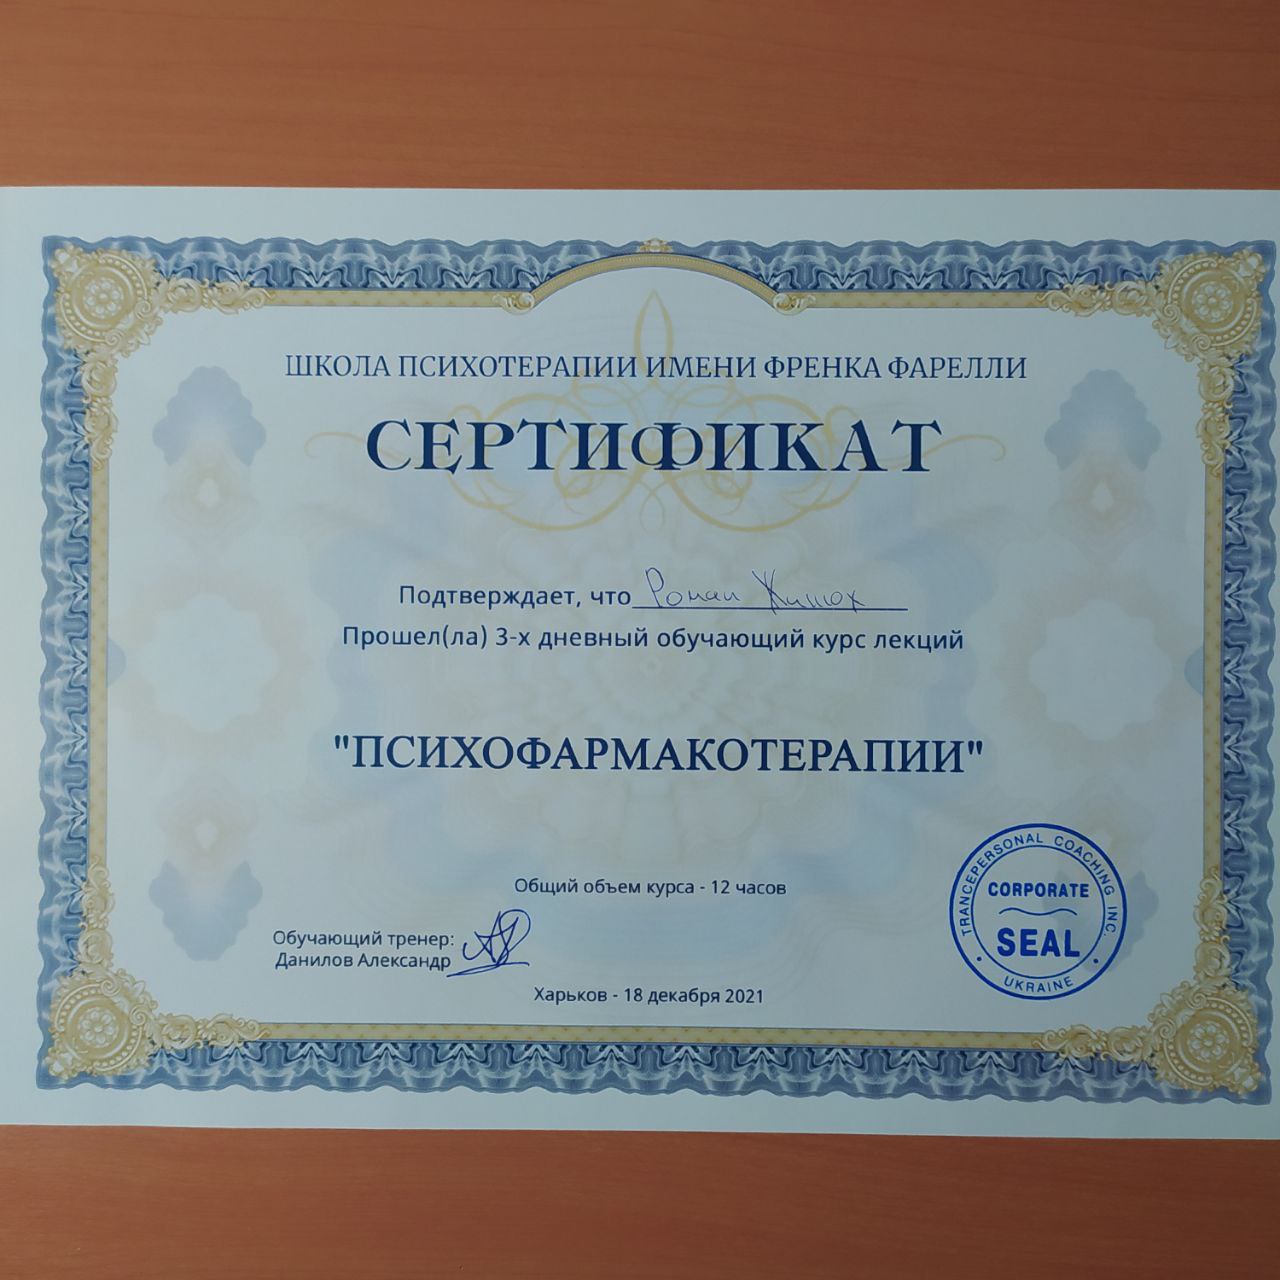 ШКОЛА ПСИХОТЕРАПИИ ИМЕНИ ФРЕНКА ФАРЕЛЛИ
СЕРТИФИКАТ
Подтверждает, что Роман
Прошел(ла) 3-х дневный обучающий курс лекций
"ПСИХОФАРМАКОТЕРАПИИ"
Общий объем курса - 12 часов
Обучающий тренер:
Данилов Александр
Харьков - 18 декабря 2021
TRANCEPERSONAL COACHING INC.
CORPORATE
SEAL
UKRAINE